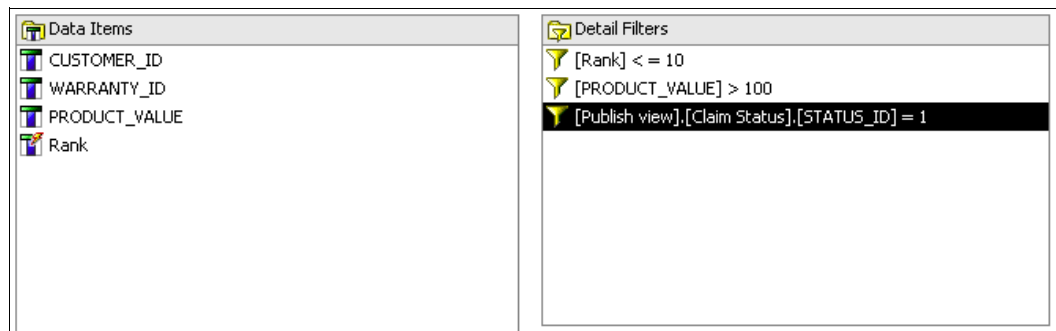 Data Items
CUSTOMER_ID
WARRANTY_ID
PRODUCT_VALUE
Rank
Detail Filters
[Rank] < = 10
[PRODUCT_VALUE] > 100
[Publish view].[Claim Status].[STATUS_ID] = 1